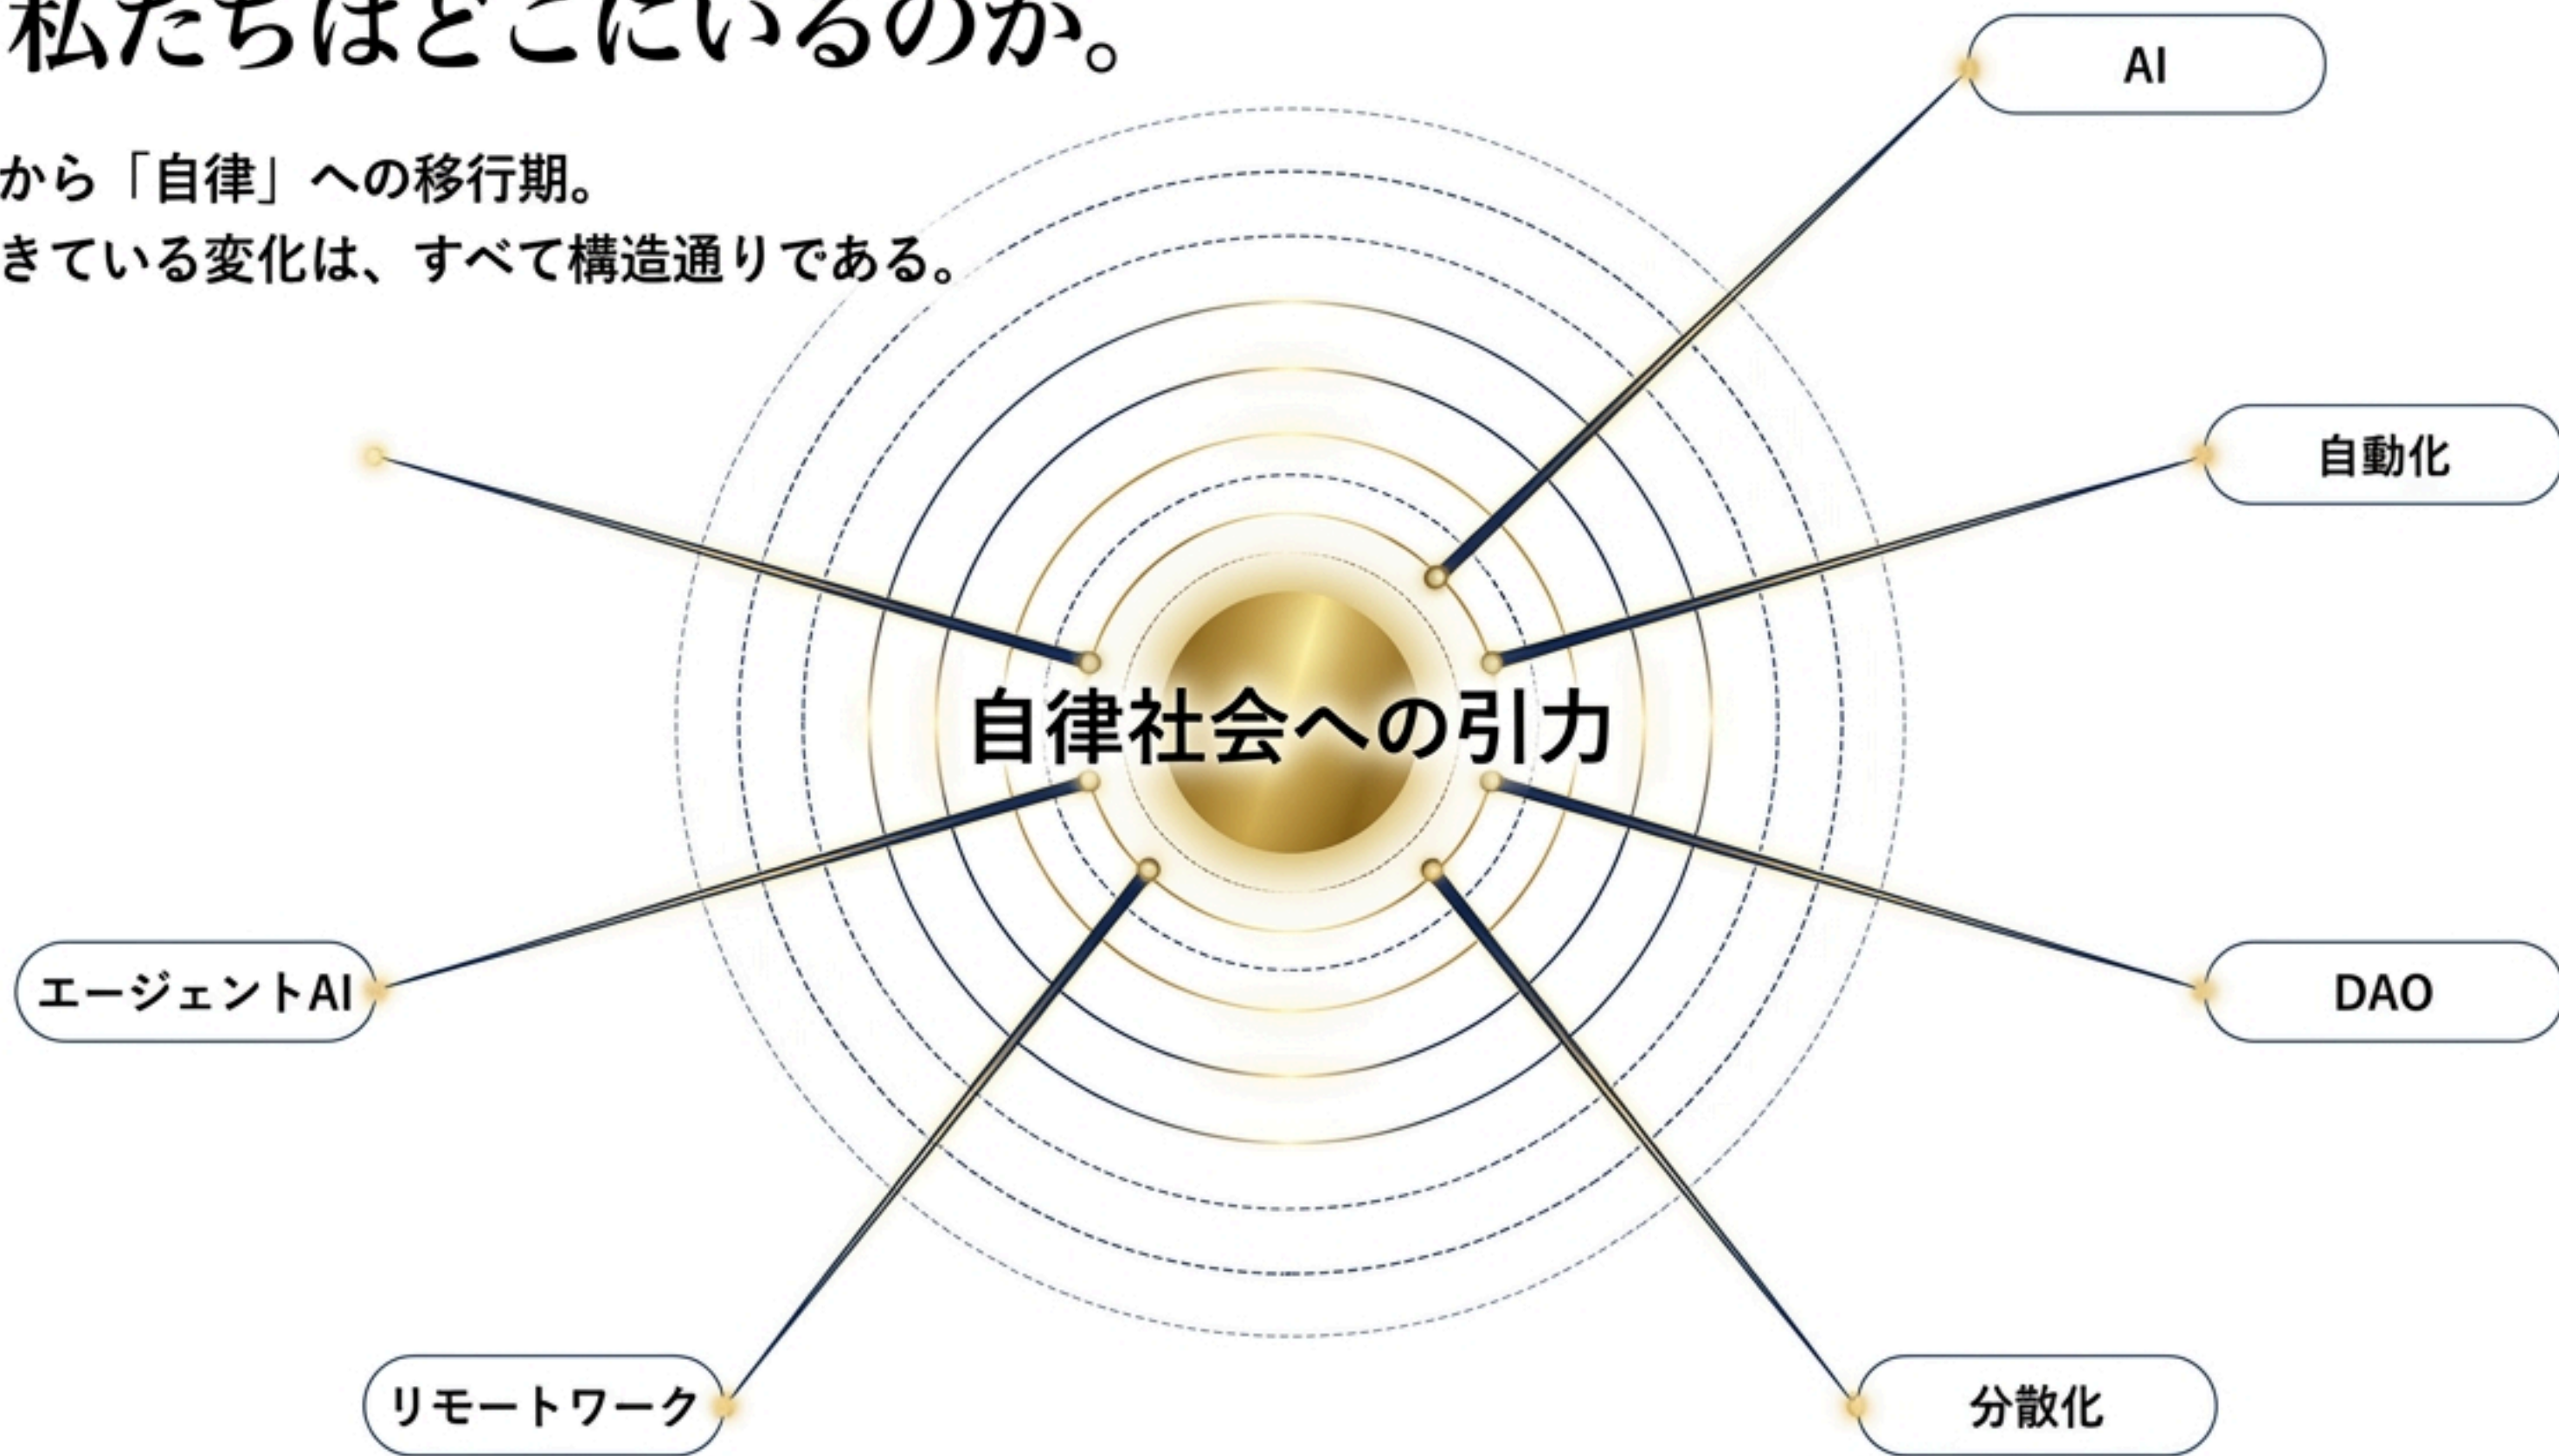 私たちはどこにいるのか。
から「自律」への移行期。
きている変化は、すべて構造通りである。
AI
自動化
自律社会への引力
エージェントAI
DAO
リモートワーク
分散化